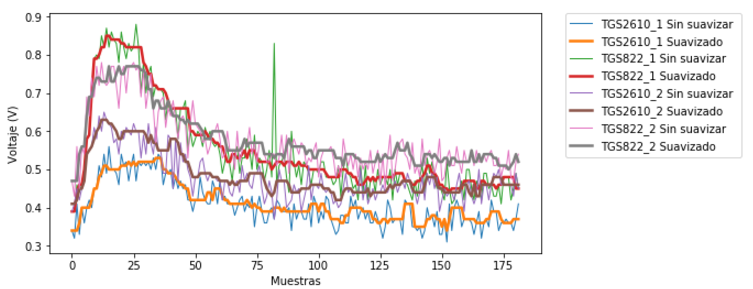 0.9
0.8
0.7
0.6
0.5
0.4
0.3
Voltaje (V)
0 25 50 75 100 125 150 175
Muestras
TGS2610_1 Sin suavizar
TGS2610_1 Suavizado
TGS822_1 Sin suavizar
TGS822_1 Suavizado
TGS2610_2 Sin suavizar
TGS2610_2 Suavizado
TGS822_2 Sin suavizar
TGS822_2 Suavizado